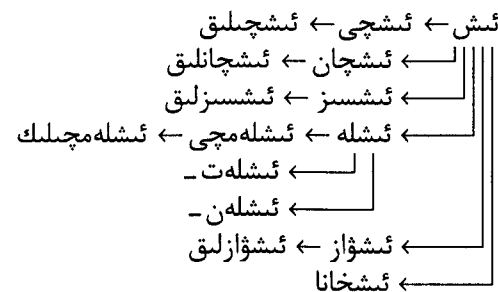 ئىش ← ئىشچى ← ئىشچىلىق
ئىشچان ← ئىشچانلىق
ئىشسىز ← ئىشسىزلىق
ئىشلە ← ئىشلەمچى ← ئىشلەمچىلىك
ئىشلەت ـ
ئىشلەن ـ
ئىشۋاز ← ئىشۋازلىق
ئىشخانا